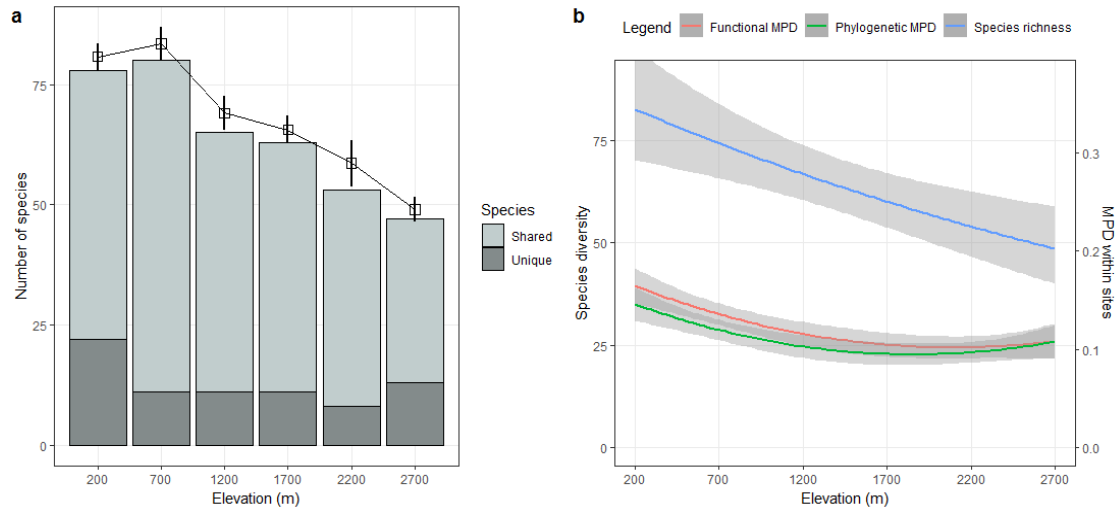 a
Number of species
75
50
25
0
200 700 1200 1700 2200 2700
Elevation (m)
Species
Shared
Unique
b
Legend Functional MPD Phylogenetic MPD Species richness
Species diversity
75
50
25
0
200 700 1200 1700 2200 2700
Elevation (m)
0.3
0.2
0.1
0.0
MPD within sites